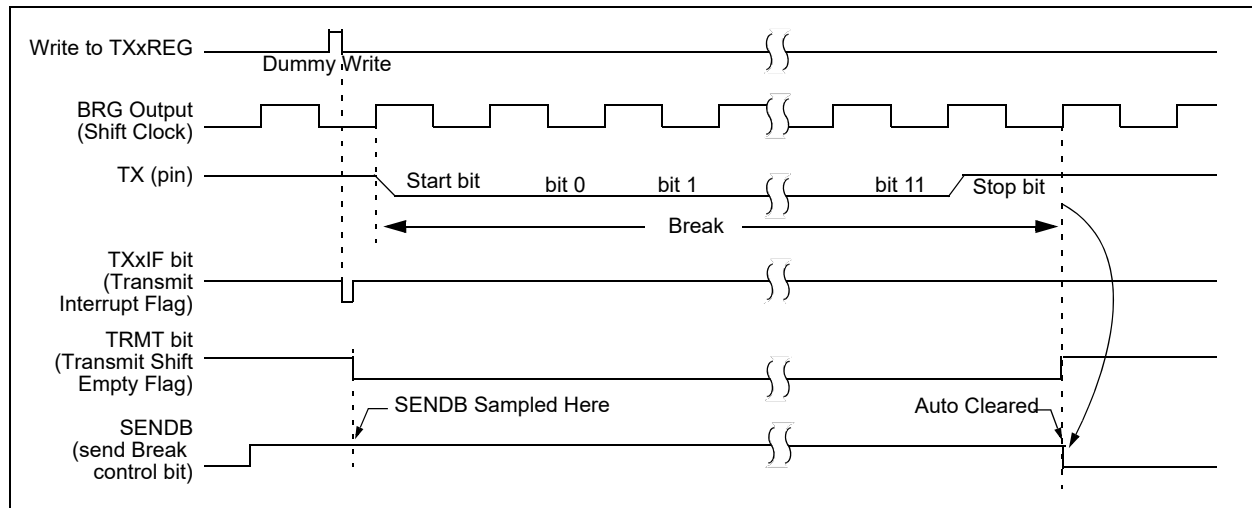 Write to TXxREG
Dummy Write
BRG Output
(Shift Clock)
TX (pin)
Start bit
bit 0
bit 1
bit 11
Stop bit
Break
TXxIF bit
(Transmit
Interrupt Flag)
TRMT bit
(Transmit Shift
Empty Flag)
SENDB Sampled Here
Auto Cleared
SENDB
(send Break
control bit)